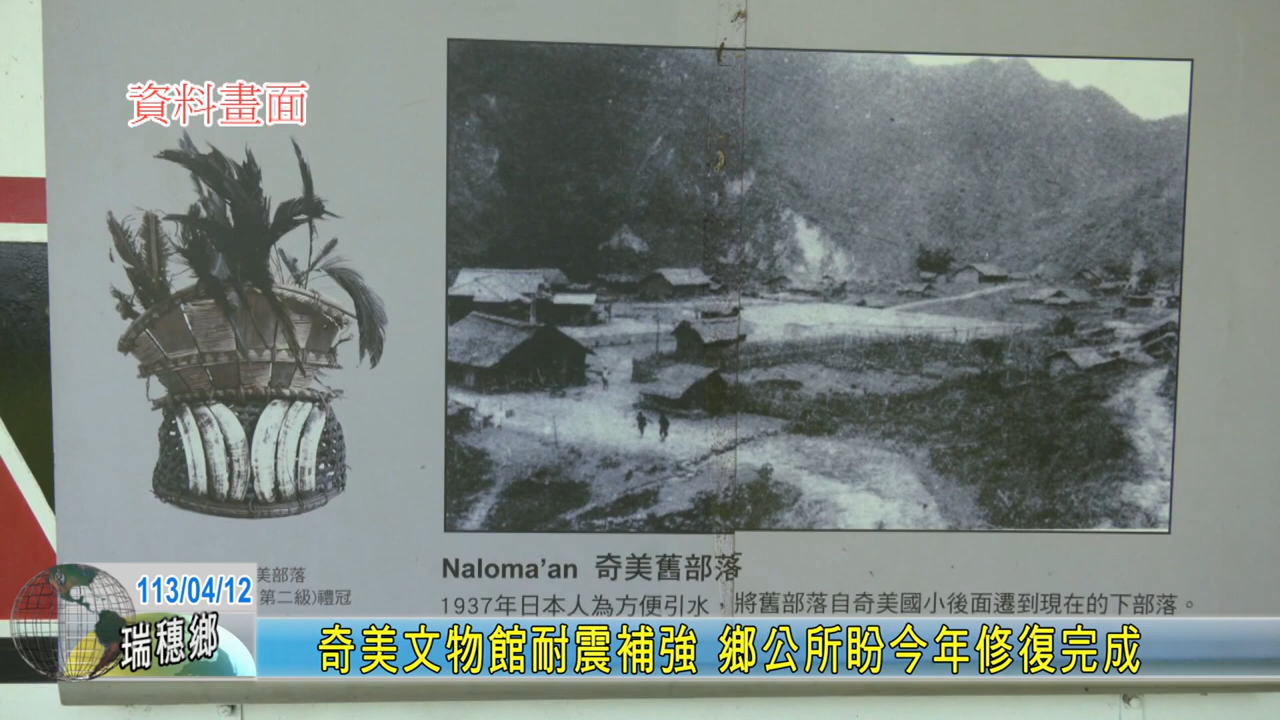 資料畫面
Naloma'an 奇美舊部落
1937年日本人為方便引水，將舊部落自奇美國小後面遷到現在的下部落。
美部落
第二級)禮冠
113/04/12
瑞穗鄉
奇美文物館耐震補強 鄉公所盼今年修復完成